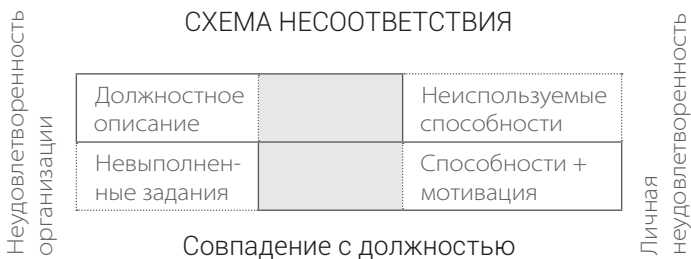 СХЕМА НЕСООТВЕТСТВИЯ
Неудовлетворенность
организации
Должностное
описание
Неиспользуемые
способности
Невыполнен-
ные задания
Способности +
мотивация
Личная
неудовлетворенность
Совпадение с должностью